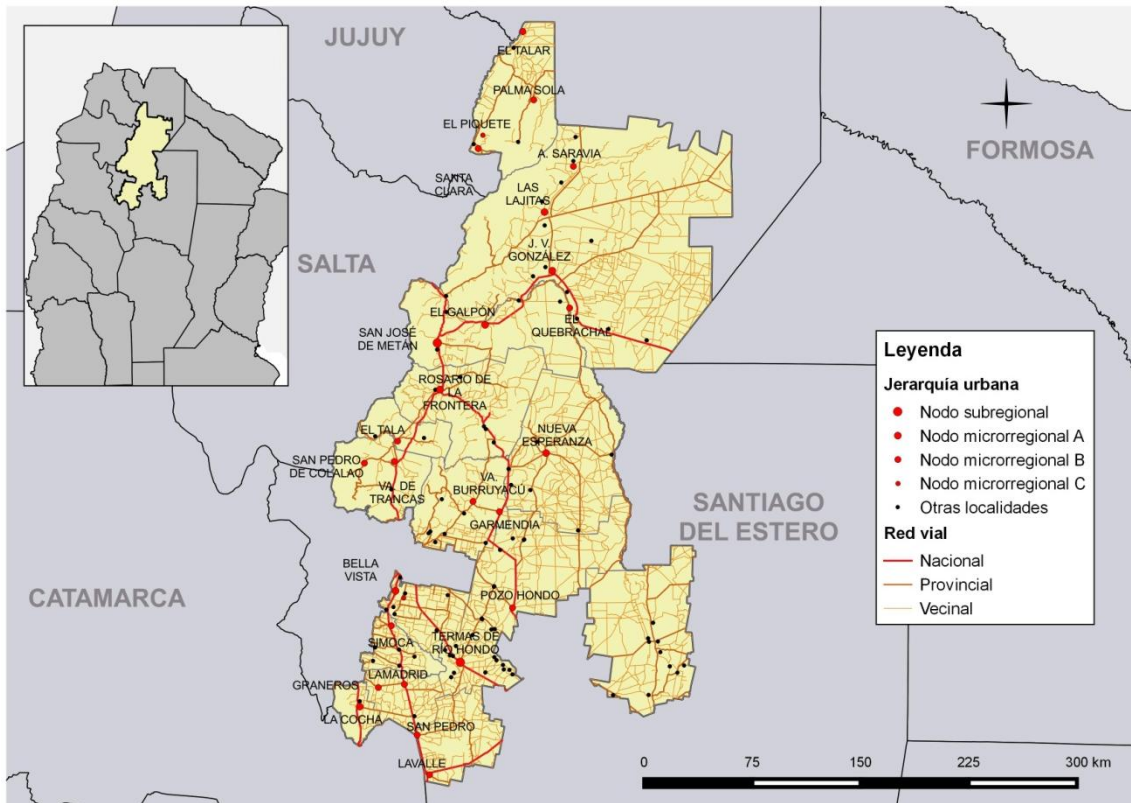 JUJUY
EL TALAR
PALMA SOLA
EL PIQUETE
A. SARAVIA
FORMOSA
SANTA
CLARA
LAS
LAJITAS
J. V.
GONZÁLEZ
SALTA
EL GALPÓN
EL
QUEBRACHAL
SAN JOSÉ
DE METÁN
ROSARIO DE
LA
FRONTERA
EL TALA
NUEVA
ESPERANZA
SAN PEDRO
DE COLALAO
VA. DE
TRANCAS
VA.
BURRUYACÚ
GARMENDIA
SANTIAGO
DEL ESTERO
BELLA
VISTA
CATAMARCA
POZO HONDO
SIMOCA
TERMAS DE
RÍO HONDO
LAMADRID
GRANEROS
LA COCHA
SAN PEDRO
LAVALLE
Leyenda
Jerarquía urbana
Nodo subregional
Nodo microrregional A
Nodo microrregional B
Nodo microrregional C
Otras localidades
Red vial
Nacional
Provincial
Vecinal
0 75 150 225 300 km